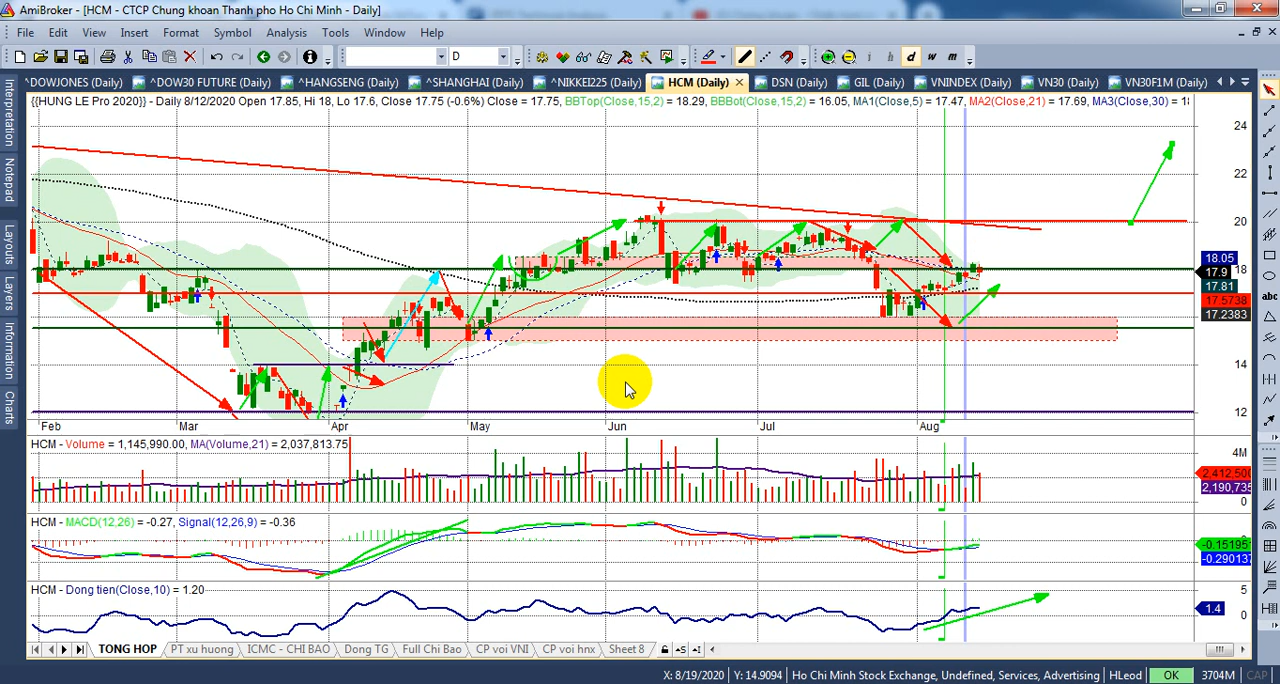 AmiBroker - [HCM - CTCP Chung khoan Thanh pho Ho Chi Minh - Daily]
File Edit View Insert Format Symbol Analysis Tools Window Help
D i h d w m
^DOWJONES (Daily) ^DOW30 FUTURE (Daily) ^HANGSENG (Daily) ^SHANGHAI (Daily) ^NIKKEI225 (Daily) HCM (Daily) DSN (Daily) GIL (Daily) VNINDEX (Daily) VN30 (Daily) VN30F1M (Daily)
{{HUNG LE Pro 2020}} - Daily 8/12/2020 Open 17.85, Hi 18, Lo 17.6, Close 17.75 (-0.6%) Close = 17.75, BBTop(Close,15,2) = 18.29, BBBot(Close,15,2) = 16.05, MA1(Close,5) = 17.47, MA2(Close,21) = 17.69, MA3(Close,30) =
Interpretation
Notepad
Layouts
Layers
Information
Charts
abc
24
22
20
18.05
18
17.9
17.81
17.5738
17.2383
14
12
Feb Mar Apr May Jun Jul Aug
HCM - Volume = 1,145,990.00, MA(Volume,21) = 2,037,813.75
4M
2,412,500
2,190,735
0
HCM - MACD(12,26) = -0.27, Signal(12,26,9) = -0.36
-0.15195
-0.290137
HCM - Dong tien(Close,10) = 1.20
5
1.4
0
TONG HOP PT xu huong ICMC - CHI BAO Dong TG Full Chi Bao CP voi VNI CP voi hnx Sheet 8
X: 8/19/2020 Y: 14.9094 Ho Chi Minh Stock Exchange, Undefined, Services, Advertising HLeod OK 3704M CAP